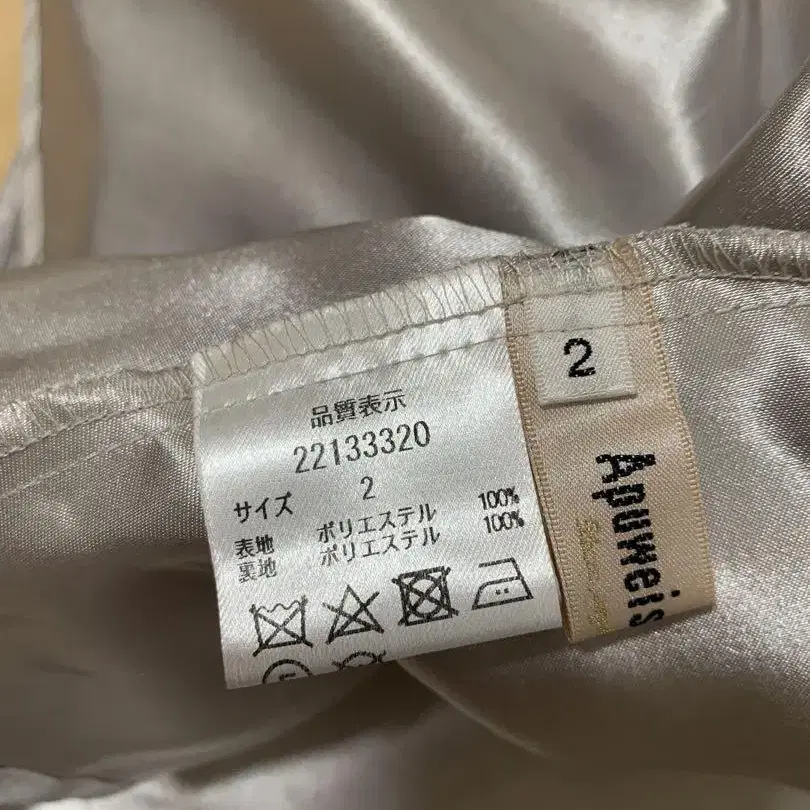 品質表示
22133320
サイズ 2
表地 ポリエステル 100%
裏地 ポリエステル 100%
2
Apuweis